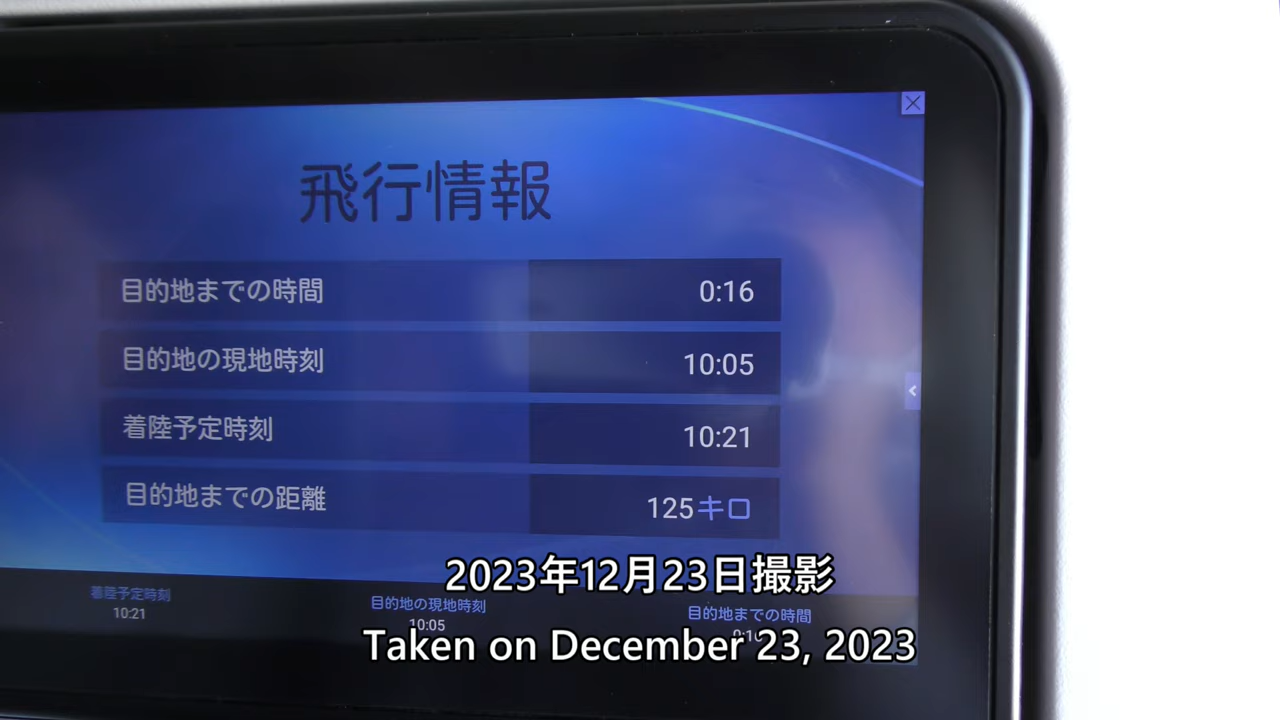 飛行情報
目的地までの時間 0:16
目的地の現地時刻 10:05
着陸予定時刻 10:21
目的地までの距離 125キロ
2023年12月23日撮影
着陸予定時刻 目的地の現地時刻 目的地までの時間
10:21 10:05 0:16
Taken on December 23, 2023